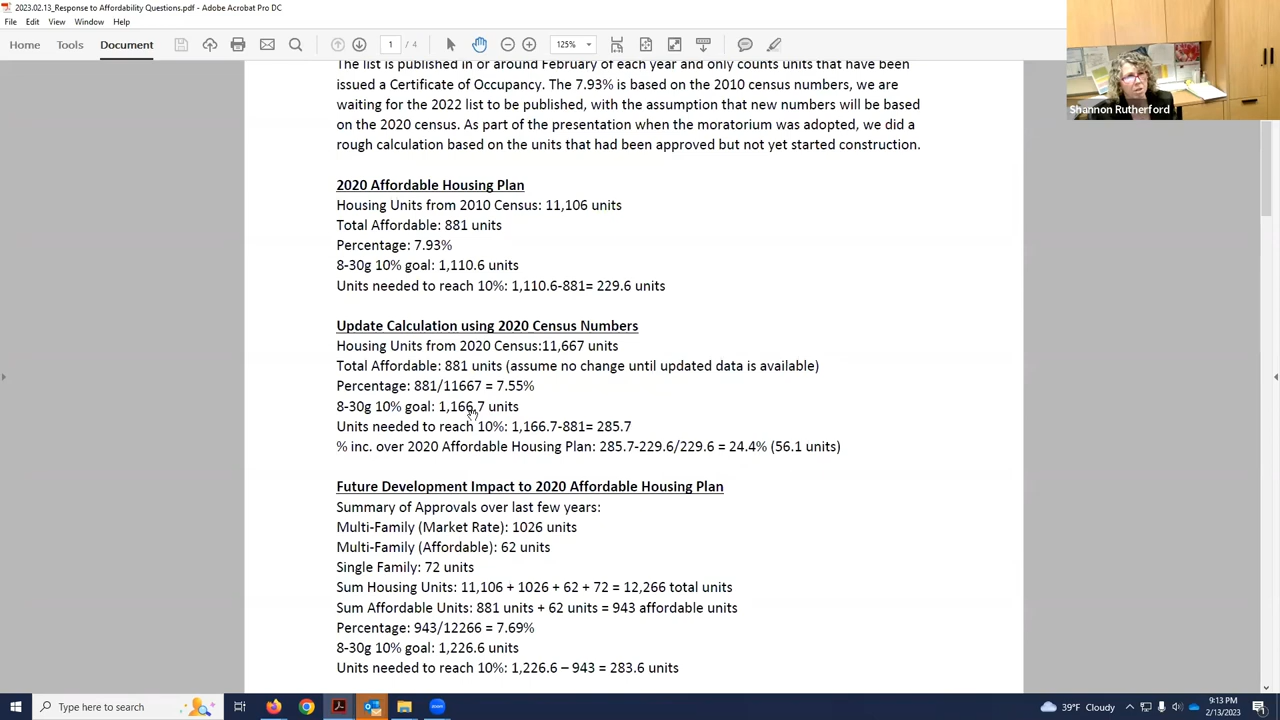 2023.02.13_Response to Affordability Questions.pdf - Adobe Acrobat Pro DC
File Edit View Window Help
Home Tools Document 1 / 4 125%
Shannon Rutherford
The list is published in or around February of each year and only counts units that have been
issued a Certificate of Occupancy. The 7.93% is based on the 2010 census numbers, we are
waiting for the 2022 list to be published, with the assumption that new numbers will be based
on the 2020 census. As part of the presentation when the moratorium was adopted, we did a
rough calculation based on the units that had been approved but not yet started construction.
2020 Affordable Housing Plan
Housing Units from 2010 Census: 11,106 units
Total Affordable: 881 units
Percentage: 7.93%
8-30g 10% goal: 1,110.6 units
Units needed to reach 10%: 1,110.6-881= 229.6 units
Update Calculation using 2020 Census Numbers
Housing Units from 2020 Census:11,667 units
Total Affordable: 881 units (assume no change until updated data is available)
Percentage: 881/11667 = 7.55%
8-30g 10% goal: 1,166.7 units
Units needed to reach 10%: 1,166.7-881= 285.7
% inc. over 2020 Affordable Housing Plan: 285.7-229.6/229.6 = 24.4% (56.1 units)
Future Development Impact to 2020 Affordable Housing Plan
Summary of Approvals over last few years:
Multi-Family (Market Rate): 1026 units
Multi-Family (Affordable): 62 units
Single Family: 72 units
Sum Housing Units: 11,106 + 1026 + 62 + 72 = 12,266 total units
Sum Affordable Units: 881 units + 62 units = 943 affordable units
Percentage: 943/12266 = 7.69%
8-30g 10% goal: 1,226.6 units
Units needed to reach 10%: 1,226.6 – 943 = 283.6 units
Type here to search
zoom
39°F Cloudy
9:13 PM
2/13/2023
1